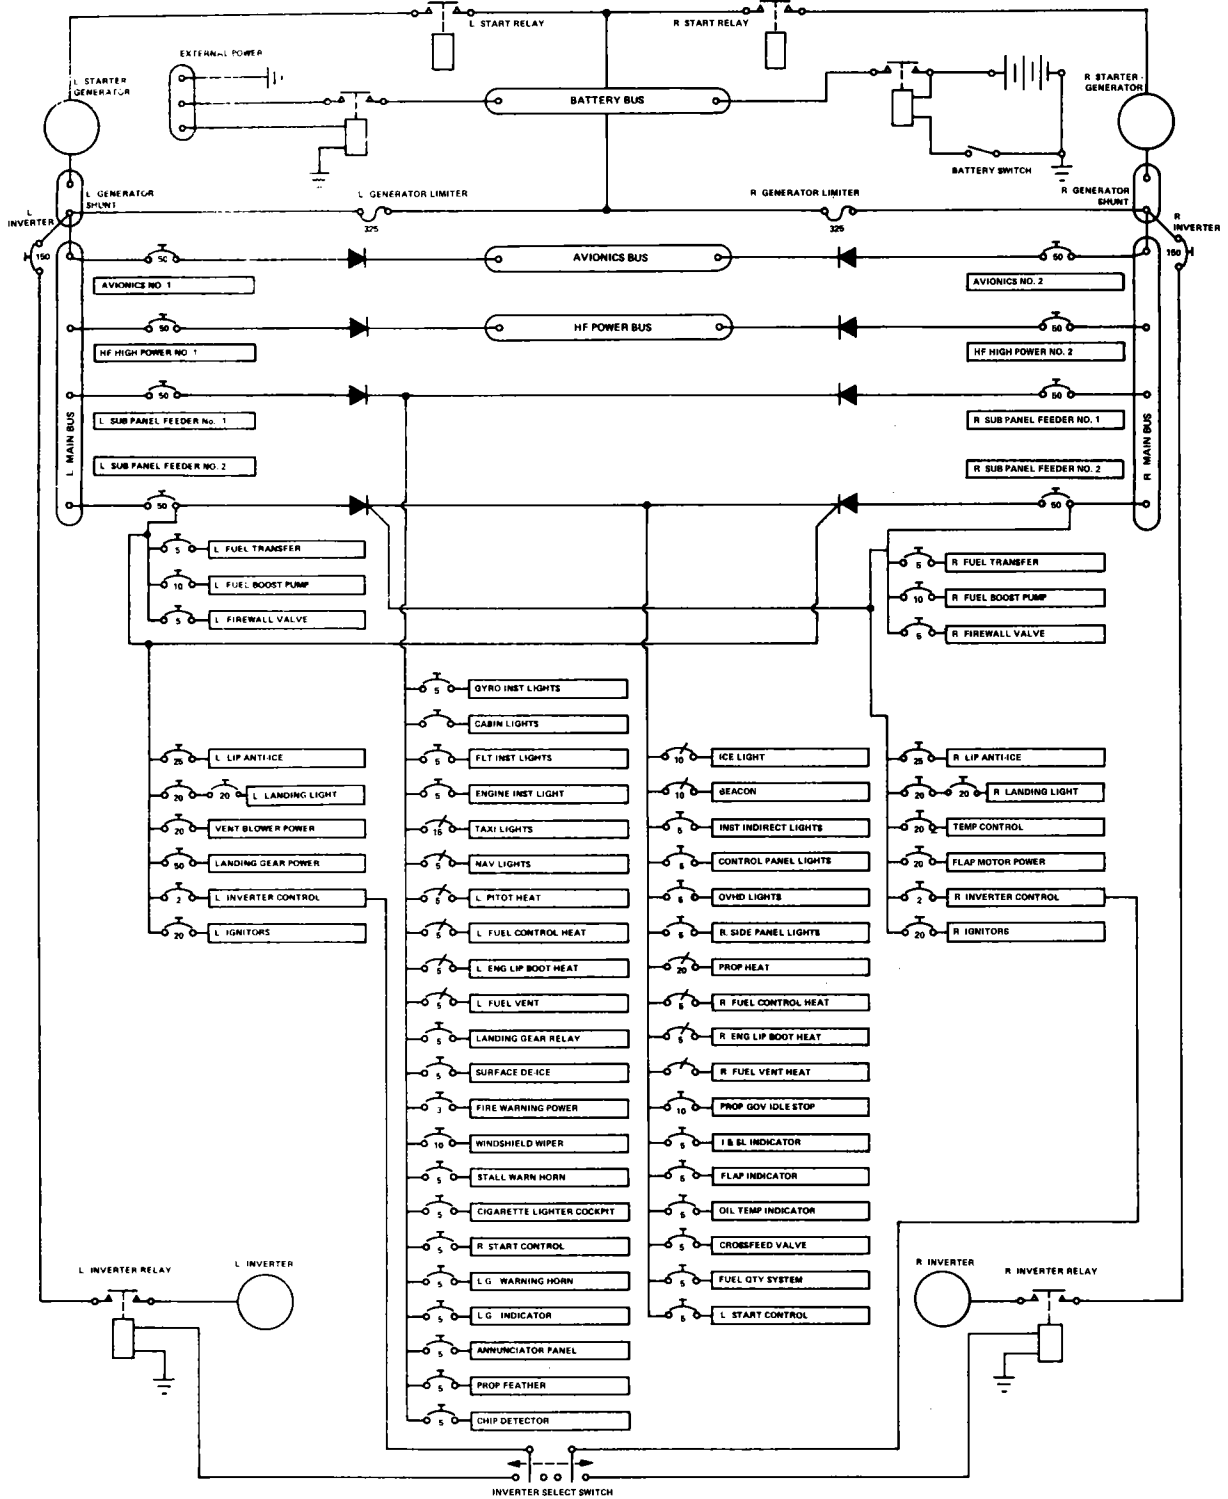 L START RELAY
R START RELAY
EXTERNAL POWER
L STARTER
GENERATOR
BATTERY BUS
R STARTER -
GENERATOR
BATTERY SWITCH
L GENERATOR
SHUNT
L GENERATOR LIMITER
325
R GENERATOR LIMITER
325
R GENERATOR
SHUNT
L
INVERTER
150
R
INVERTER
150
50
AVIONICS NO. 1
AVIONICS BUS
50
AVIONICS NO. 2
50
HF HIGH POWER NO. 1
HF POWER BUS
50
HF HIGH POWER NO. 2
50
L SUB PANEL FEEDER No. 1
50
R SUB PANEL FEEDER NO. 1
L MAIN BUS
R MAIN BUS
L SUB PANEL FEEDER NO. 2
50
R SUB PANEL FEEDER NO. 2
50
5 L FUEL TRANSFER
10 L FUEL BOOST PUMP
5 L FIREWALL VALVE
5 R FUEL TRANSFER
10 R FUEL BOOST PUMP
5 R FIREWALL VALVE
25 L LIP ANTI-ICE
20 20 L LANDING LIGHT
20 VENT BLOWER POWER
50 LANDING GEAR POWER
2 L INVERTER CONTROL
20 L IGNITORS
5 GYRO INST LIGHTS
CABIN LIGHTS
5 FLT INST LIGHTS
5 ENGINE INST LIGHT
15 TAXI LIGHTS
5 NAV LIGHTS
5 L PITOT HEAT
5 L FUEL CONTROL HEAT
5 L ENG LIP BOOT HEAT
5 L FUEL VENT
5 LANDING GEAR RELAY
5 SURFACE DE-ICE
3 FIRE WARNING POWER
10 WINDSHIELD WIPER
5 STALL WARN HORN
5 CIGARETTE LIGHTER COCKPIT
5 R START CONTROL
5 LG WARNING HORN
5 LG INDICATOR
5 ANNUNCIATOR PANEL
5 PROP FEATHER
5 CHIP DETECTOR
10 ICE LIGHT
10 BEACON
5 INST INDIRECT LIGHTS
5 CONTROL PANEL LIGHTS
5 OVHD LIGHTS
5 R. SIDE PANEL LIGHTS
20 PROP HEAT
5 R FUEL CONTROL HEAT
5 R ENG LIP BOOT HEAT
R FUEL VENT HEAT
10 PROP GOV IDLE STOP
5 I & SL INDICATOR
5 FLAP INDICATOR
5 OIL TEMP INDICATOR
5 CROSSFEED VALVE
5 FUEL QTY SYSTEM
5 L START CONTROL
25 R LIP ANTI-ICE
20 20 R LANDING LIGHT
20 TEMP CONTROL
20 FLAP MOTOR POWER
2 R INVERTER CONTROL
20 R IGNITORS
L INVERTER RELAY
L INVERTER
R INVERTER
R INVERTER RELAY
INVERTER SELECT SWITCH